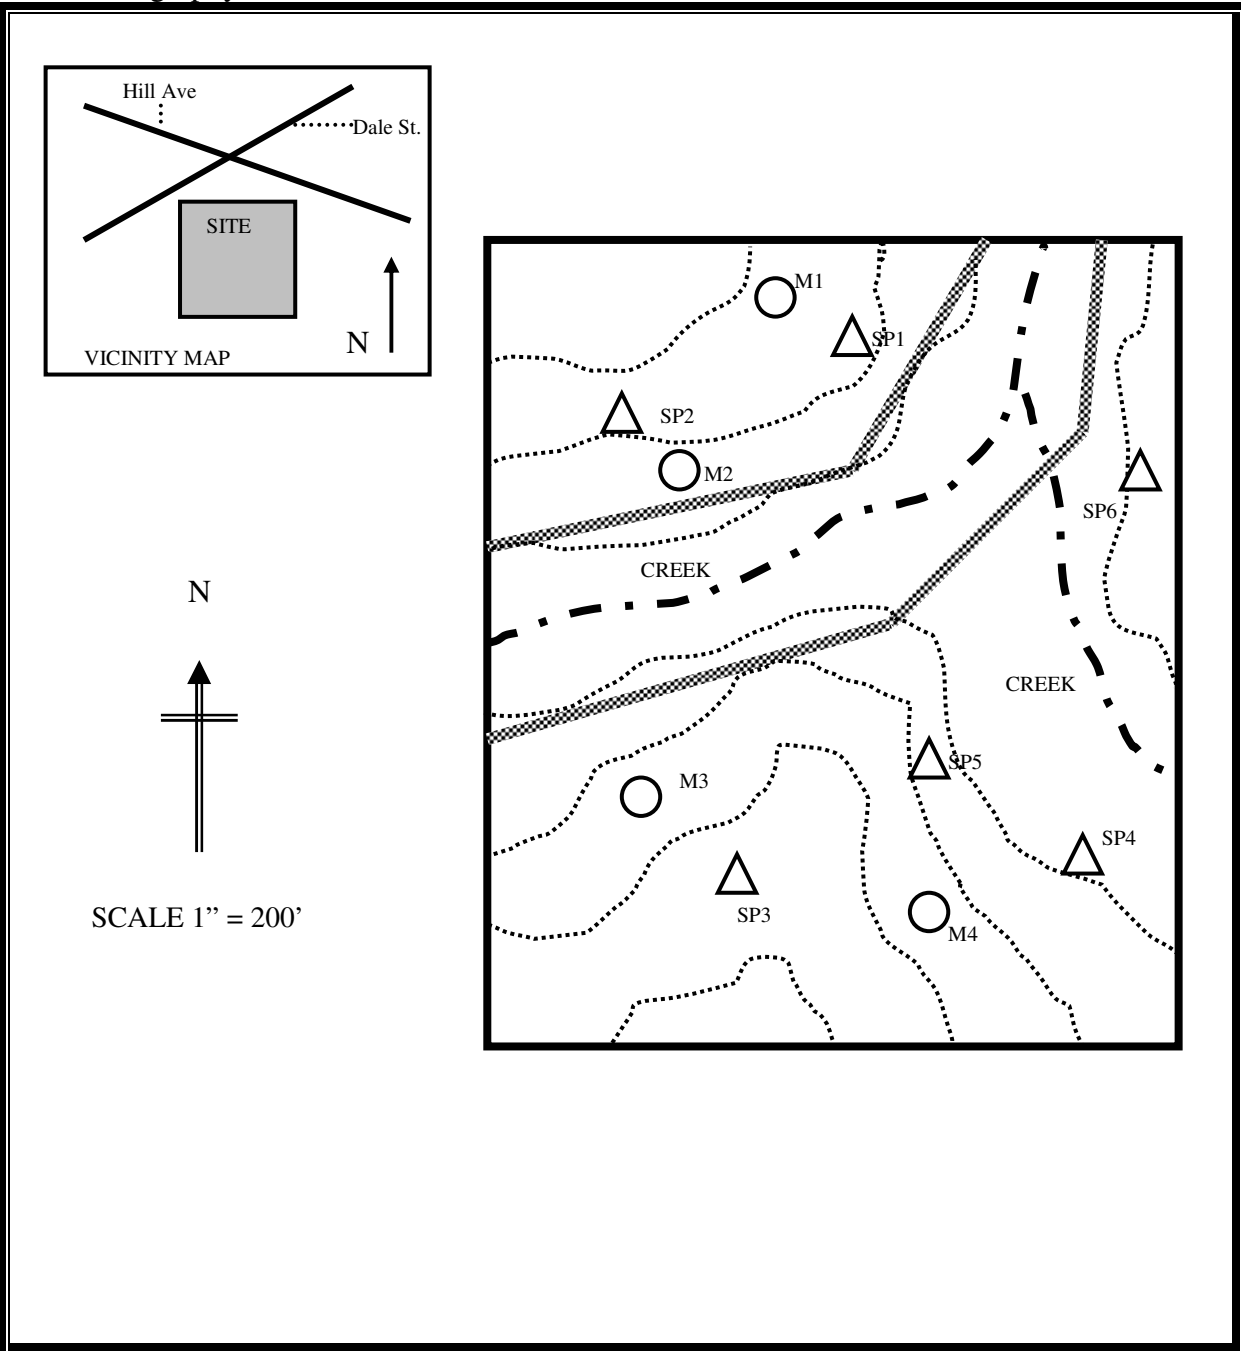 Hill Ave
Dale St.
SITE
N
VICINITY MAP
M1
SP1
SP2
M2
SP6
CREEK
N
CREEK
SP5
M3
SP4
SP3
M4
SCALE 1” = 200’